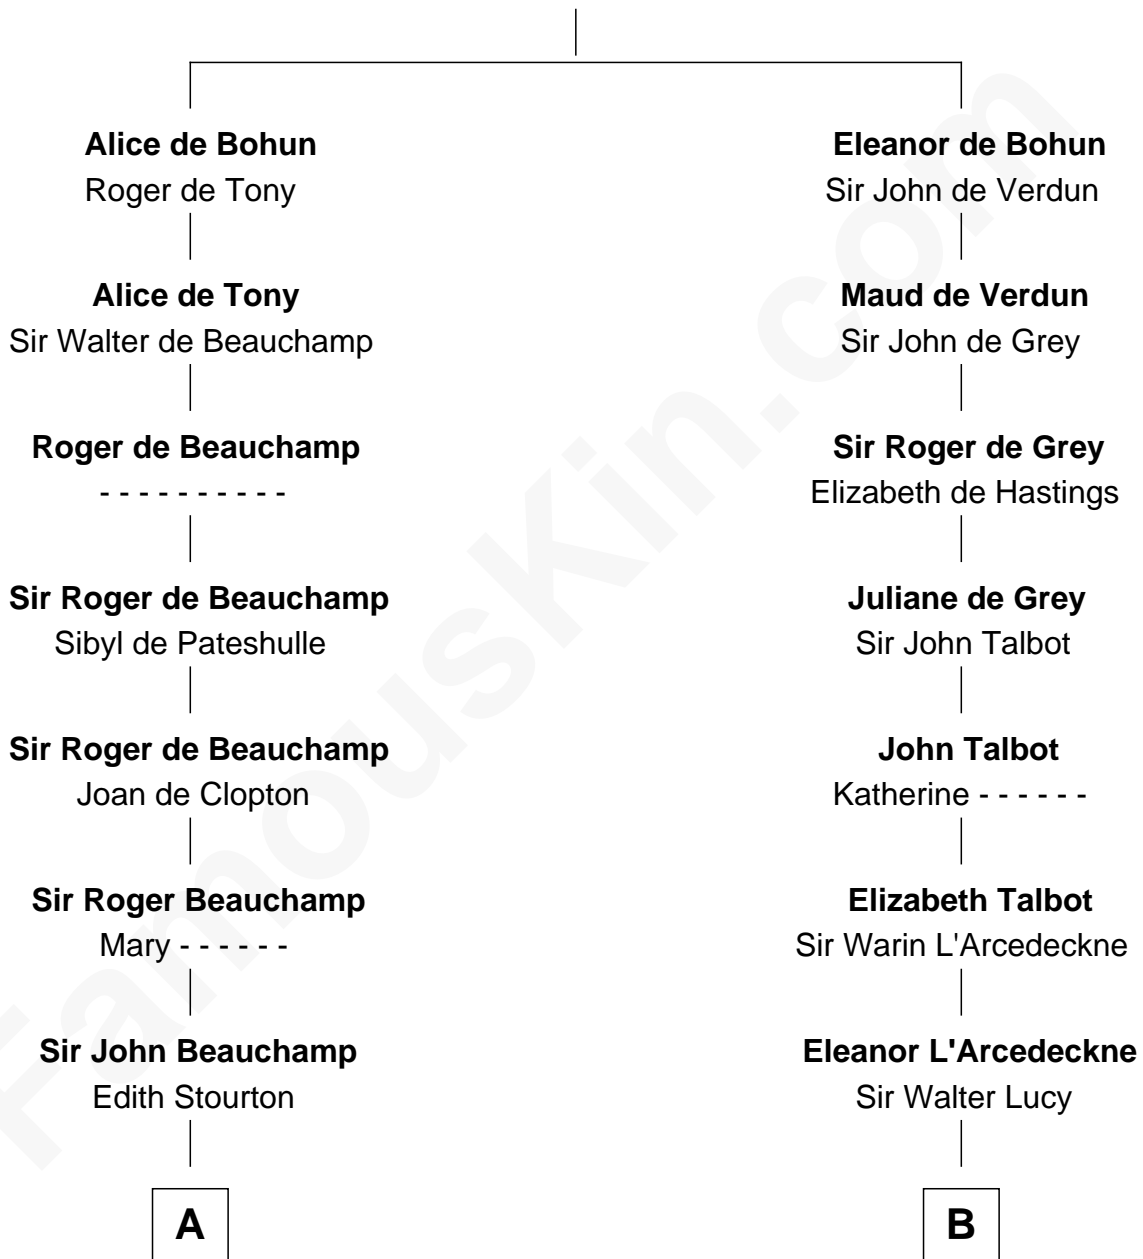 Alice de Bohun
Roger de Tony
Eleanor de Bohun
Sir John de Verdun
Alice de Tony
Sir Walter de Beauchamp
Maud de Verdun
Sir John de Grey
Roger de Beauchamp
- - - - - - - - - -
Sir Roger de Grey
Elizabeth de Hastings
Sir Roger de Beauchamp
Sibyl de Pateshulle
Juliane de Grey
Sir John Talbot
Sir Roger de Beauchamp
Joan de Clopton
John Talbot
Katherine - - - - - -
Sir Roger Beauchamp
Mary - - - - - -
Elizabeth Talbot
Sir Warin L'Arcedeckne
Sir John Beauchamp
Edith Stourton
Eleanor L'Arcedeckne
Sir Walter Lucy
A
B
FamousKin.com